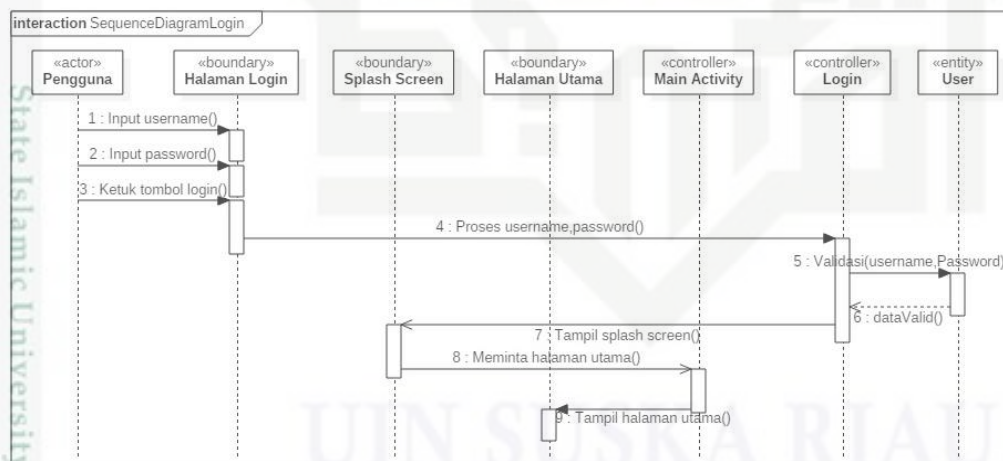 interaction SequenceDiagramLogin
«actor»
Pengguna
«boundary»
Halaman Login
«boundary»
Splash Screen
«boundary»
Halaman Utama
«controller»
Main Activity
«controller»
Login
«entity»
User
1 : Input username()
2 : Input password()
3 : Ketuk tombol login()
4 : Proses username,password()
5 : Validasi(username,Password)
6 : dataValid()
7 : Tampil splash screen()
8 : Meminta halaman utama()
9 : Tampil halaman utama()
State Islamic University
UIN SUSKA RIAU